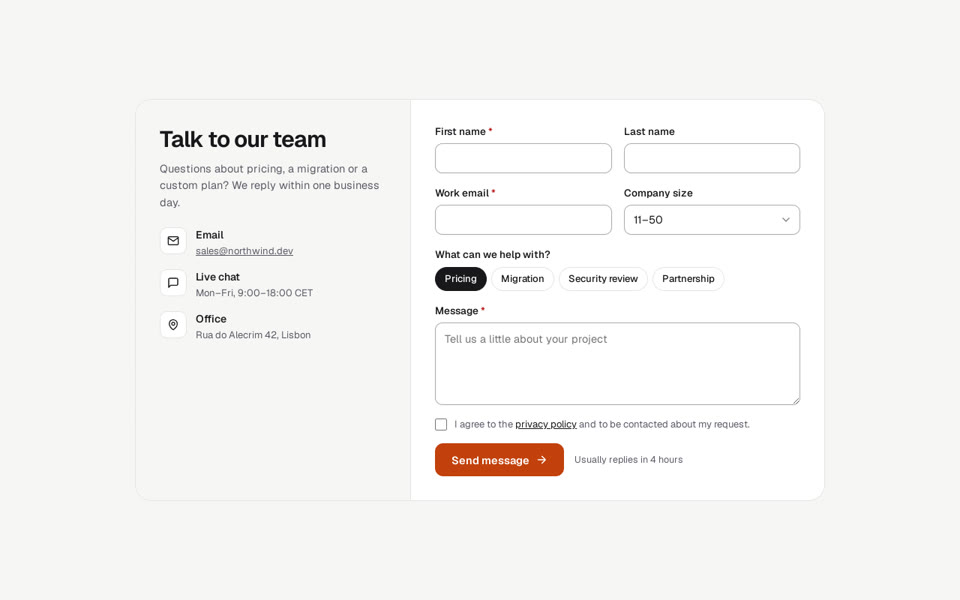 Talk to our team
Questions about pricing, a migration or a
custom plan? We reply within one business
day.
Email
sales@northwind.dev
Live chat
Mon–Fri, 9:00–18:00 CET
Office
Rua do Alecrim 42, Lisbon
First name *
Last name
Work email *
Company size
11–50
What can we help with?
Pricing
Migration
Security review
Partnership
Message *
Tell us a little about your project
I agree to the privacy policy and to be contacted about my request.
Send message →
Usually replies in 4 hours